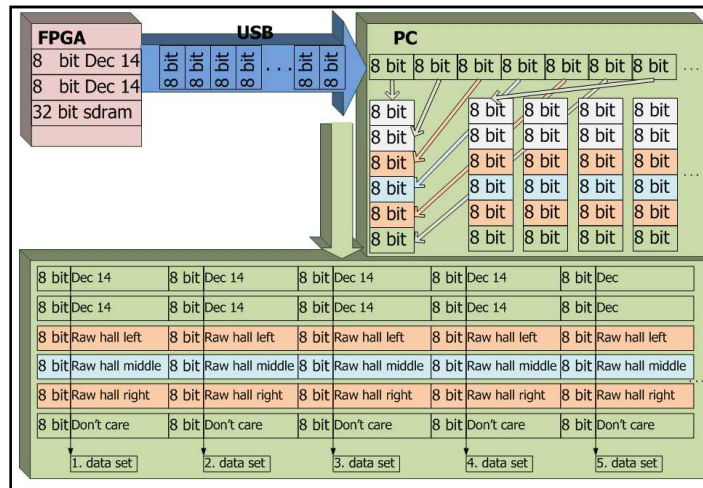 FPGA
8 bit Dec 14
8 bit Dec 14
32 bit sdram
USB
8 bit 8 bit 8 bit 8 bit ... 8 bit 8 bit
PC
8 bit 8 bit 8 bit 8 bit 8 bit 8 bit 8 bit ...
8 bit 8 bit 8 bit 8 bit 8 bit
8 bit 8 bit 8 bit 8 bit 8 bit
8 bit 8 bit 8 bit 8 bit 8 bit ...
8 bit 8 bit 8 bit 8 bit 8 bit
8 bit 8 bit 8 bit 8 bit 8 bit
8 bit 8 bit 8 bit 8 bit 8 bit
8 bit Dec 14 8 bit Dec 14 8 bit Dec 14 8 bit Dec 14 8 bit Dec
8 bit Dec 14 8 bit Dec 14 8 bit Dec 14 8 bit Dec 14 8 bit Dec
8 bit Raw hall left 8 bit Raw hall left 8 bit Raw hall left 8 bit Raw hall left 8 bit Raw hall left
8 bit Raw hall middle 8 bit Raw hall middle 8 bit Raw hall middle 8 bit Raw hall middle 8 bit Raw hall middle ...
8 bit Raw hall right 8 bit Raw hall right 8 bit Raw hall right 8 bit Raw hall right 8 bit Raw hall right
8 bit Don't care 8 bit Don't care 8 bit Don't care 8 bit Don't care 8 bit Don't care
1. data set 2. data set 3. data set 4. data set 5. data set